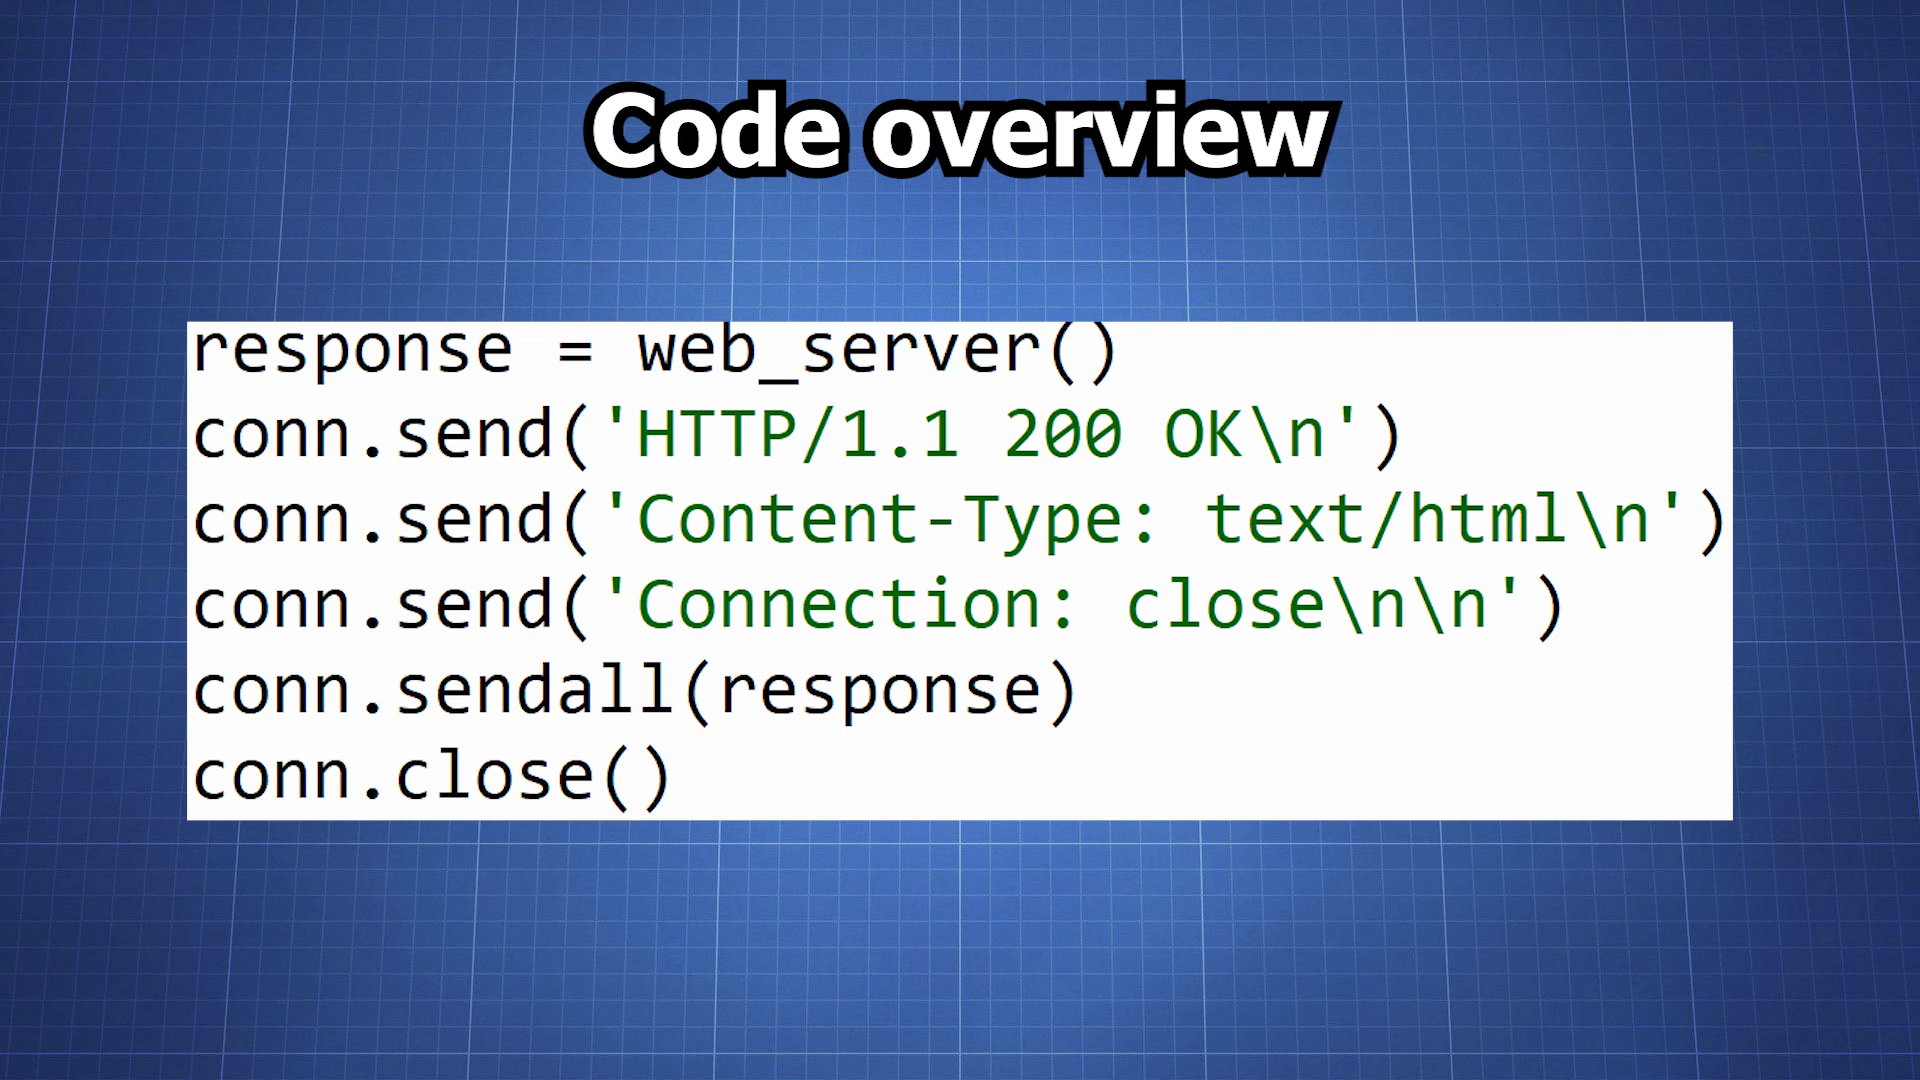 Code overview
response = web_server()
conn.send('HTTP/1.1 200 OK\n')
conn.send('Content-Type: text/html\n')
conn.send('Connection: close\n\n')
conn.sendall(response)
conn.close()